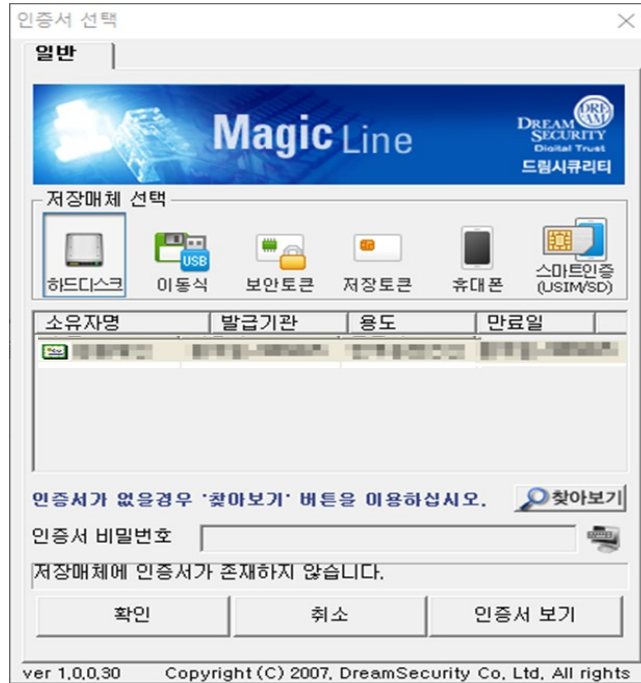 인증서 선택
일반
Magic Line
DREAM
SECURITY
Digital Trust
드림시큐리티
저장매체 선택
하드디스크 이동식 보안토큰 저장토큰 휴대폰 스마트인증
(USIM/SD)
USB
소유자명 발급기관 용도 만료일
인증서가 없을경우 '찾아보기' 버튼을 이용하십시오. 찾아보기
인증서 비밀번호
저장매체에 인증서가 존재하지 않습니다.
확인 취소 인증서 보기
ver 1,0,0,30 Copyright (C) 2007, DreamSecurity Co, Ltd, All rights